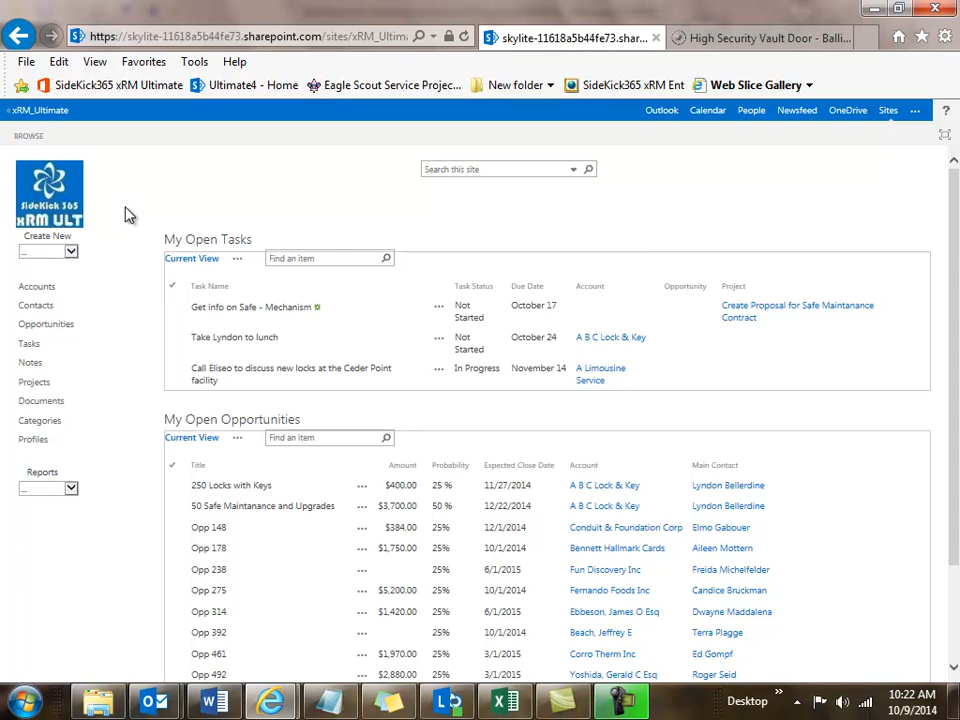 https://skylite-11618a5b44fe73.sharepoint.com/sites/xRM_Ultima
skylite-11618a5b44fe73.shar...
High Security Vault Door - Balli...
File Edit View Favorites Tools Help
SideKick365 xRM Ultimate Ultimate4 - Home Eagle Scout Service Projec... New folder SideKick365 xRM Ent Web Slice Gallery
xRM_Ultimate Outlook Calendar People Newsfeed OneDrive Sites ... ?
BROWSE
SideKick 365
xRM ULT
Search this site
Create New
_
Accounts
Contacts
Opportunities
Tasks
Notes
Projects
Documents
Categories
Profiles
Reports
_
My Open Tasks
Current View ... Find an item
Task Name Task Status Due Date Account Opportunity Project
Get info on Safe - Mechanism ... Not Started October 17 Create Proposal for Safe Maintanance Contract
Take Lyndon to lunch ... Not Started October 24 A B C Lock & Key
Call Eliseo to discuss new locks at the Ceder Point facility ... In Progress November 14 A Limousine Service
My Open Opportunities
Current View ... Find an item
Title Amount Probability Expected Close Date Account Main Contact
250 Locks with Keys ... $400.00 25 % 11/27/2014 A B C Lock & Key Lyndon Bellerdine
50 Safe Maintanance and Upgrades ... $3,700.00 50 % 12/22/2014 A B C Lock & Key Lyndon Bellerdine
Opp 148 ... $384.00 25% 12/1/2014 Conduit & Foundation Corp Elmo Gabouer
Opp 178 ... $1,750.00 25% 10/1/2014 Bennett Hallmark Cards Aileen Mottern
Opp 238 ... 25% 6/1/2015 Fun Discovery Inc Freida Michelfelder
Opp 275 ... $5,200.00 25% 10/1/2014 Fernando Foods Inc Candice Bruckman
Opp 314 ... $1,420.00 25% 6/1/2015 Ebbeson, James O Esq Dwayne Maddalena
Opp 392 ... 25% 10/1/2014 Beach, Jeffrey E Terra Plagge
Opp 461 ... $1,970.00 25% 3/1/2015 Corro Therm Inc Ed Gompf
Opp 492 ... $2,880.00 25% 3/1/2015 Yoshida, Gerald C Esq Roger Seid
Desktop
10:22 AM
10/9/2014